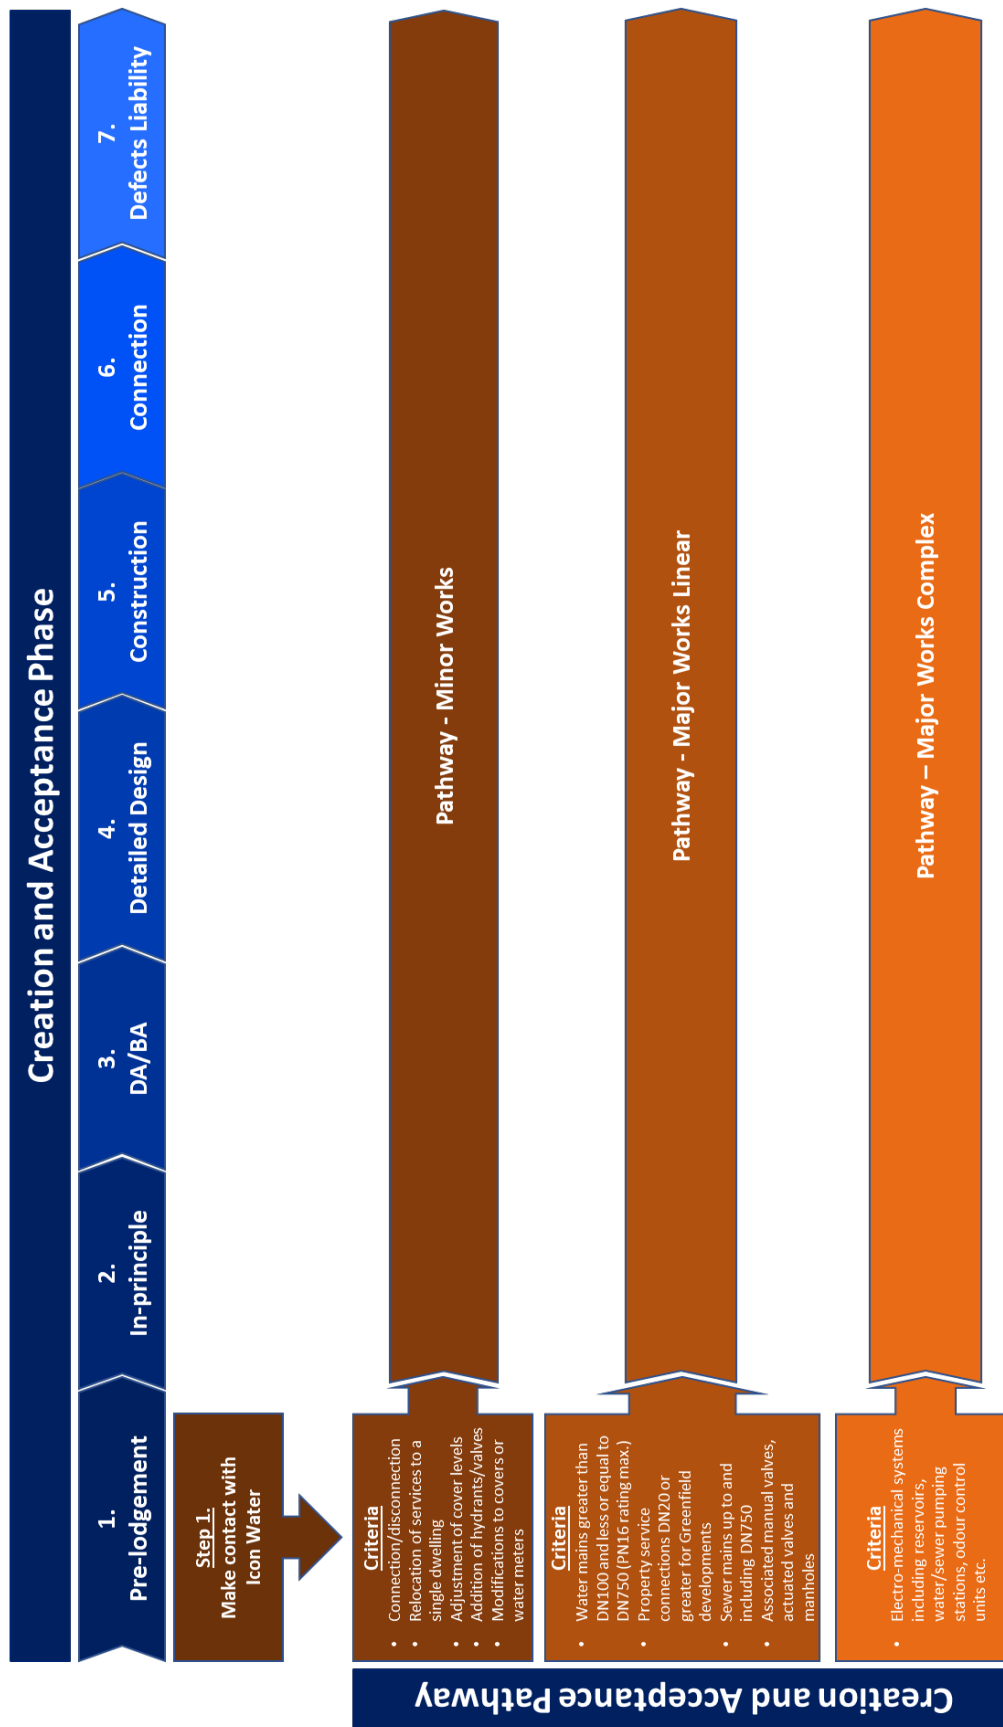 Creation and Acceptance Phase
1.
Pre-lodgement
2.
In-principle
3.
DA/BA
4.
Detailed Design
5.
Construction
6.
Connection
7.
Defects Liability
Step 1.
Make contact with
Icon Water
Creation and Acceptance Pathway
Criteria
• Connection/disconnection
• Relocation of services to a
single dwelling
• Adjustment of cover levels
• Addition of hydrants/valves
• Modifications to covers or
water meters
Pathway - Minor Works
Criteria
• Water mains greater than
DN100 and less or equal to
DN750 (PN16 rating max.)
• Property service
connections DN20 or
greater for Greenfield
developments
• Sewer mains up to and
including DN750
• Associated manual valves,
actuated valves and
manholes
Pathway - Major Works Linear
Criteria
• Electro-mechanical systems
including reservoirs,
water/sewer pumping
stations, odour control
units etc.
Pathway – Major Works Complex